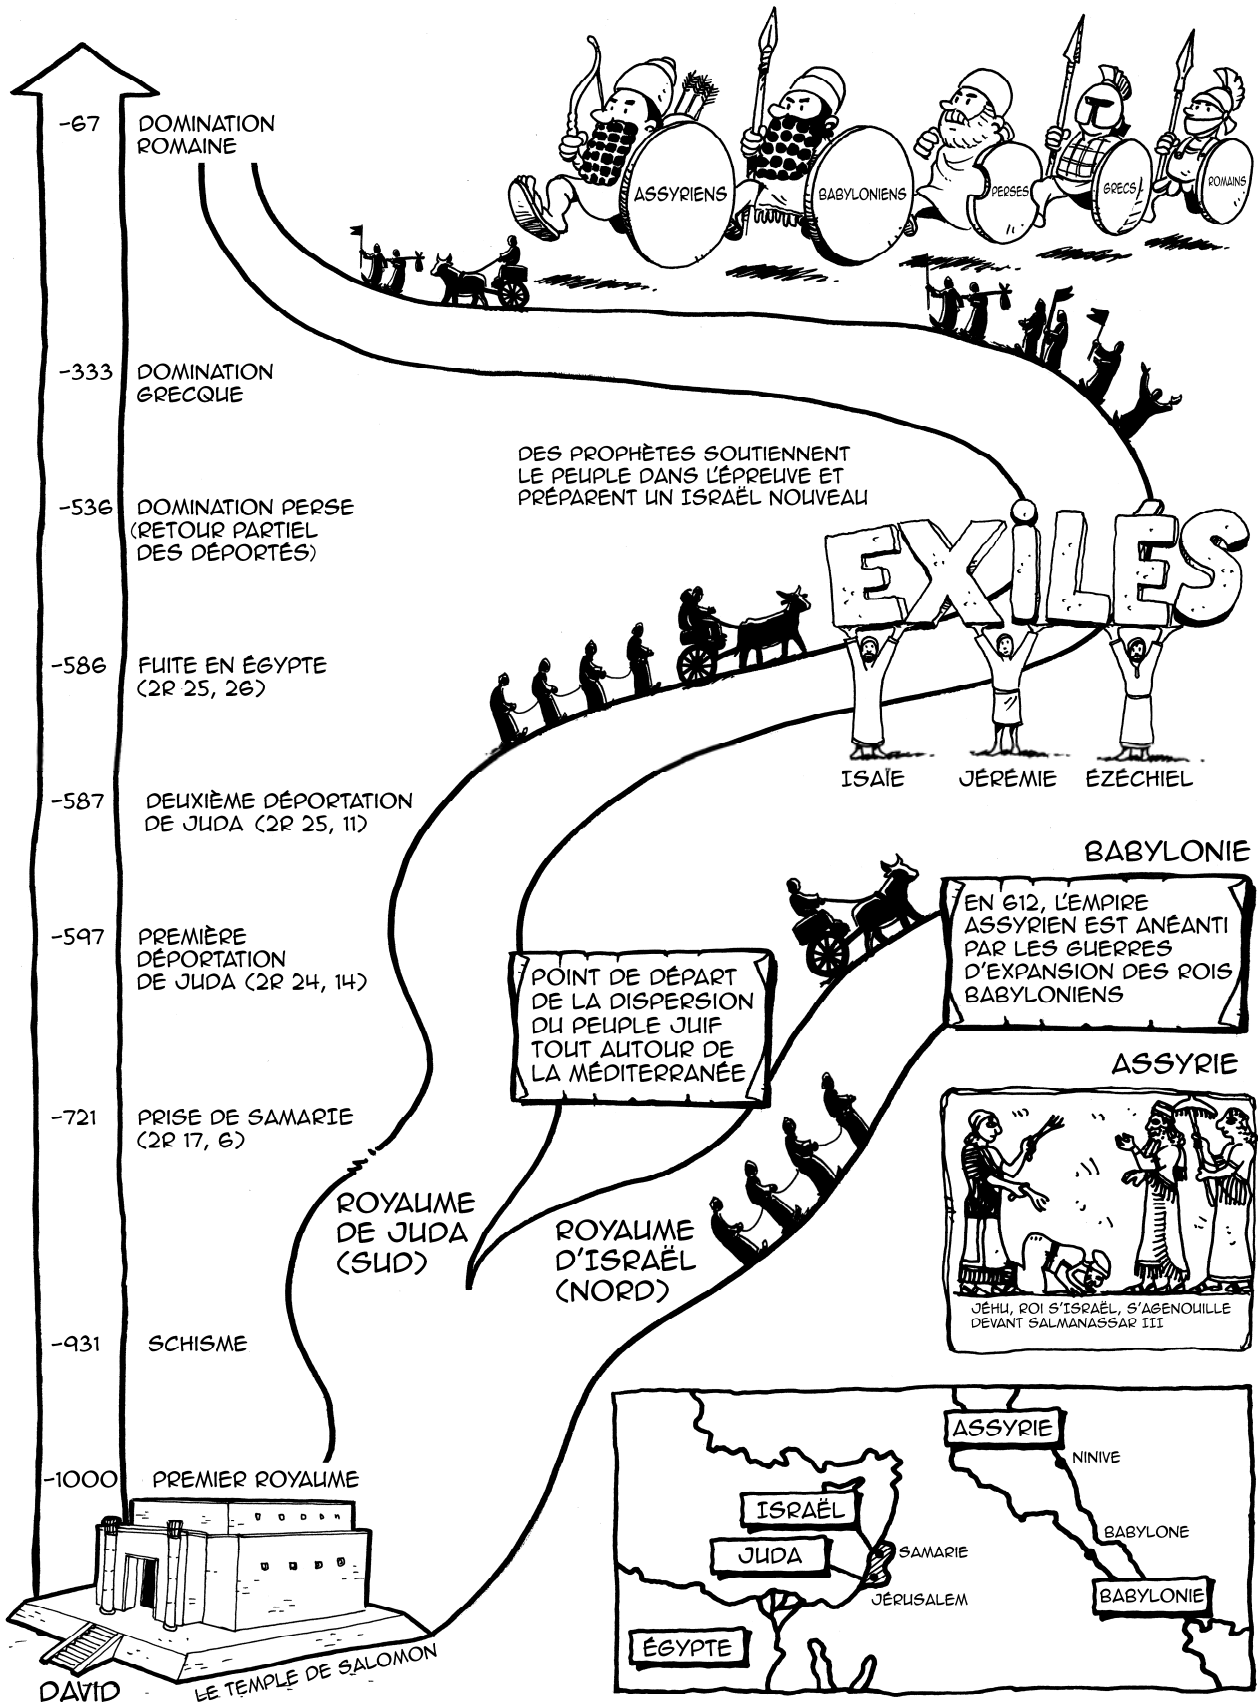 -67
DOMINATION
ROMAINE
ASSYRIENS
BABYLONIENS
PERSES
GRECS
ROMAINS
-333
DOMINATION
GRECQUE
DES PROPHÈTES SOUTIENNENT
LE PEUPLE DANS L'ÉPREUVE ET
PRÉPARENT UN ISRAËL NOUVEAU
-536
DOMINATION PERSE
(RETOUR PARTIEL
DES DÉPORTÉS)
EXILÉS
ISAÏE
JÉRÉMIE
ÉZÉCHIEL
-586
FUITE EN ÉGYPTE
(2R 25, 26)
-587
DEUXIÈME DÉPORTATION
DE JUDA (2R 25, 11)
BABYLONIE
EN 612, L'EMPIRE
ASSYRIEN EST ANÉANTI
PAR LES GUERRES
D'EXPANSION DES ROIS
BABYLONIENS
-597
PREMIÈRE
DÉPORTATION
DE JUDA (2R 24, 14)
POINT DE DÉPART
DE LA DISPERSION
DU PEUPLE JUIF
TOUT AUTOUR DE
LA MÉDITERRANÉE
ASSYRIE
JÉHU, ROI S'ISRAËL, S'AGENOUILLE
DEVANT SALMANASSAR III
-721
PRISE DE SAMARIE
(2R 17, 6)
ROYAUME
DE JUDA
(SUD)
ROYAUME
D'ISRAËL
(NORD)
-931
SCHISME
-1000
PREMIER ROYAUME
DAVID
LE TEMPLE DE SALOMON
ASSYRIE
NINIVE
ISRAËL
BABYLONE
JUDA
SAMARIE
JÉRUSALEM
BABYLONIE
ÉGYPTE